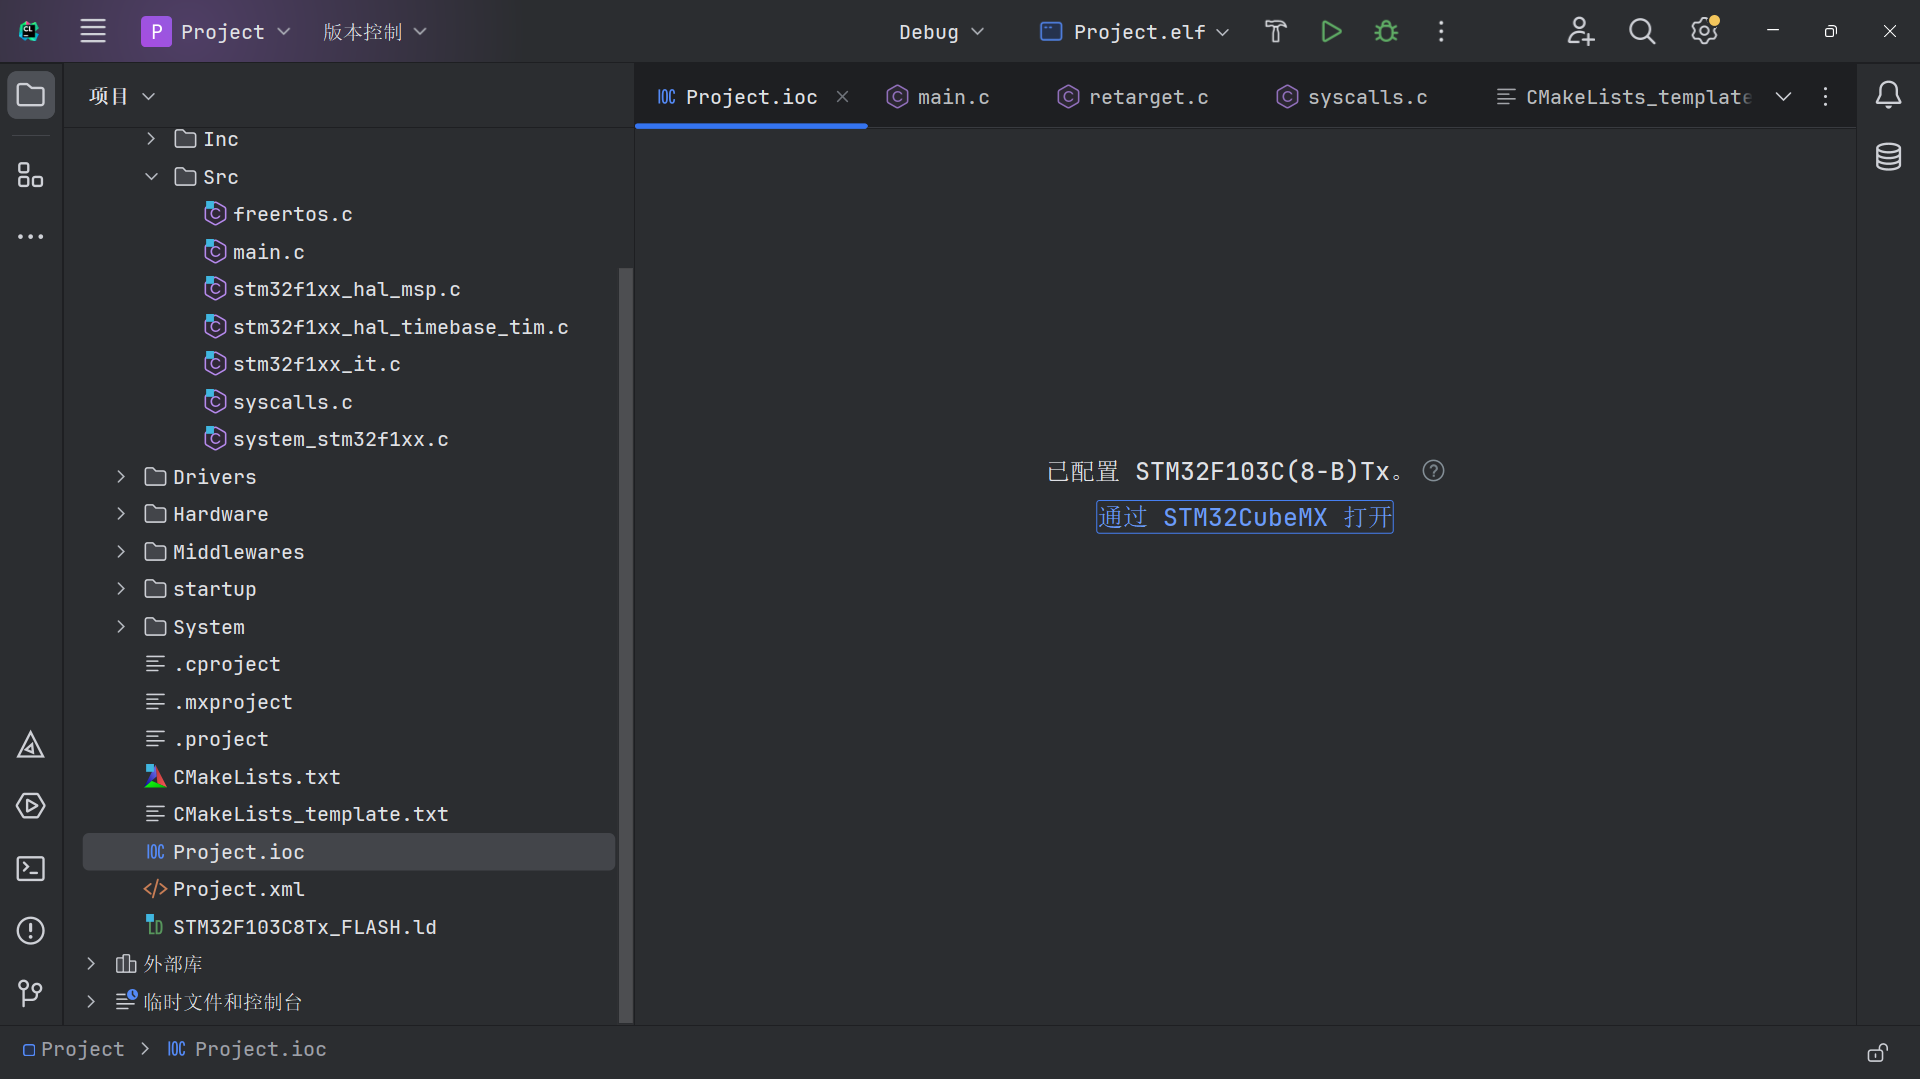 P Project 版本控制 Debug Project.elf
项目
IOC Project.ioc main.c retarget.c syscalls.c CMakeLists_template
Inc
Src
freertos.c
main.c
stm32f1xx_hal_msp.c
stm32f1xx_hal_timebase_tim.c
stm32f1xx_it.c
syscalls.c
system_stm32f1xx.c
Drivers
Hardware
Middlewares
startup
System
.cproject
.mxproject
.project
CMakeLists.txt
CMakeLists_template.txt
IOC Project.ioc
Project.xml
LD STM32F103C8Tx_FLASH.ld
外部库
临时文件和控制台
已配置 STM32F103C(8-B)Tx。
通过 STM32CubeMX 打开
Project > IOC Project.ioc